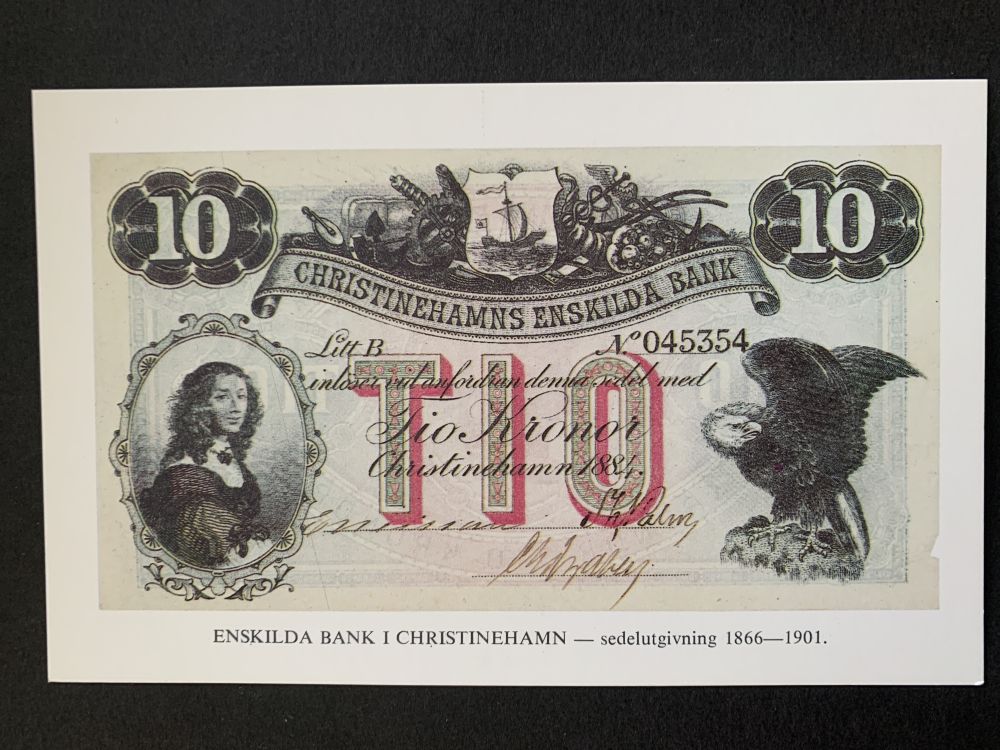 10 10
CHRISTINEHAMNS ENSKILDA BANK
Litt B. No 045354
inlöser vid anfordran denna sedel med
TIO
Tio Kronor
Christinehamn 1884.
ENSKILDA BANK I CHRISTINEHAMN — sedelutgivning 1866—1901.